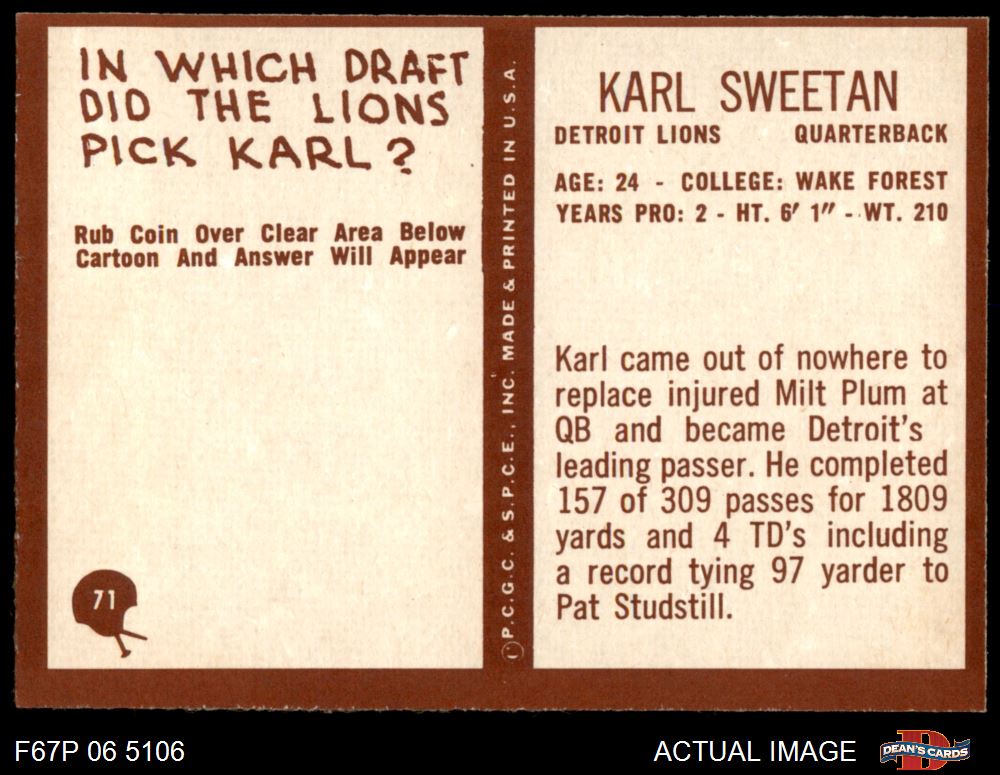 IN WHICH DRAFT
DID THE LIONS
PICK KARL?
Rub Coin Over Clear Area Below
Cartoon And Answer Will Appear
71
© P.C.G.C. & S.P.C.E., INC. MADE & PRINTED IN U.S.A.
KARL SWEETAN
DETROIT LIONS QUARTERBACK
AGE: 24 - COLLEGE: WAKE FOREST
YEARS PRO: 2 - HT. 6' 1" - WT. 210
Karl came out of nowhere to
replace injured Milt Plum at
QB and became Detroit's
leading passer. He completed
157 of 309 passes for 1809
yards and 4 TD's including
a record tying 97 yarder to
Pat Studstill.
F67P 06 5106
ACTUAL IMAGE
D
DEAN'S CARDS